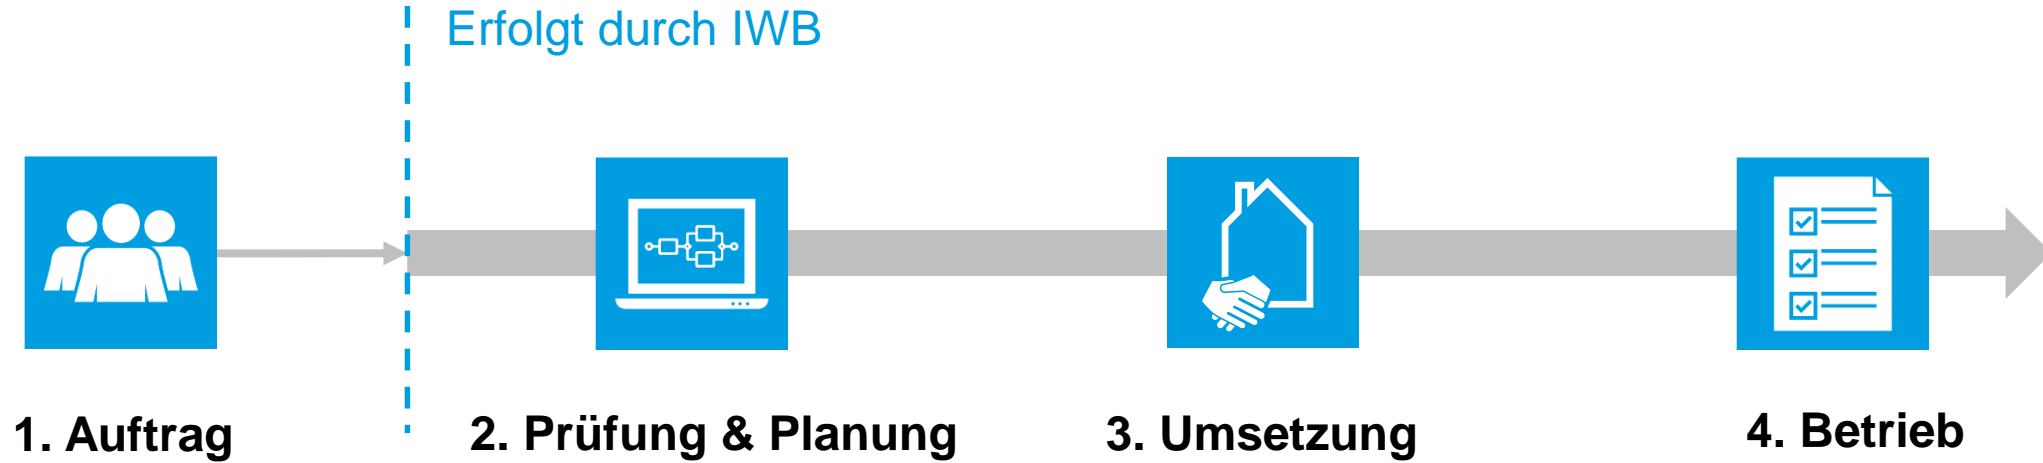 Erfolgt durch IWB
1. Auftrag
2. Prüfung & Planung
3. Umsetzung
4. Betrieb